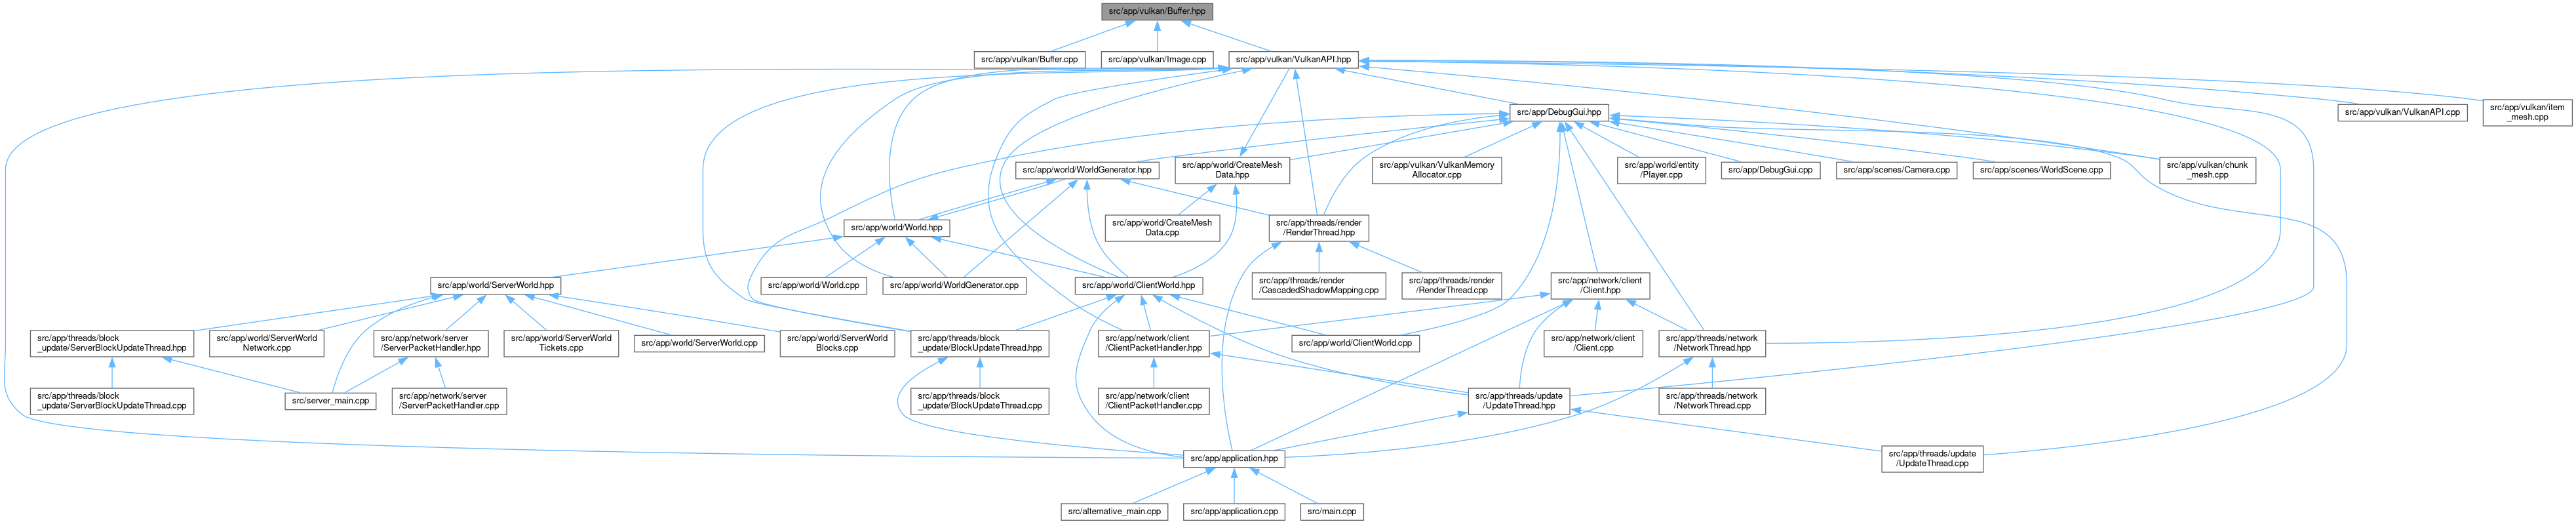 src/app/vulkan/Buffer.hpp
src/app/vulkan/Buffer.cpp
src/app/vulkan/Image.cpp
src/app/vulkan/VulkanAPI.hpp
src/app/DebugGui.hpp
src/app/vulkan/VulkanAPI.cpp
src/app/vulkan/item
_mesh.cpp
src/app/world/WorldGenerator.hpp
src/app/world/CreateMesh
Data.hpp
src/app/vulkan/VulkanMemory
Allocator.cpp
src/app/world/entity
/Player.cpp
src/app/DebugGui.cpp
src/app/scenes/Camera.cpp
src/app/scenes/WorldScene.cpp
src/app/vulkan/chunk
_mesh.cpp
src/app/world/World.hpp
src/app/world/CreateMesh
Data.cpp
src/app/threads/render
/RenderThread.hpp
src/app/world/ServerWorld.hpp
src/app/world/World.cpp
src/app/world/WorldGenerator.cpp
src/app/world/ClientWorld.hpp
src/app/threads/render
/CascadedShadowMapping.cpp
src/app/threads/render
/RenderThread.cpp
src/app/network/client
/Client.hpp
src/app/threads/block
_update/ServerBlockUpdateThread.hpp
src/app/world/ServerWorld
Network.cpp
src/app/network/server
/ServerPacketHandler.hpp
src/app/world/ServerWorld
Tickets.cpp
src/app/world/ServerWorld.cpp
src/app/world/ServerWorld
Blocks.cpp
src/app/threads/block
_update/BlockUpdateThread.hpp
src/app/network/client
/ClientPacketHandler.hpp
src/app/world/ClientWorld.cpp
src/app/network/client
/Client.cpp
src/app/threads/network
/NetworkThread.hpp
src/app/threads/block
_update/ServerBlockUpdateThread.cpp
src/server_main.cpp
src/app/network/server
/ServerPacketHandler.cpp
src/app/threads/block
_update/BlockUpdateThread.cpp
src/app/network/client
/ClientPacketHandler.cpp
src/app/threads/update
/UpdateThread.hpp
src/app/threads/network
/NetworkThread.cpp
src/app/application.hpp
src/app/threads/update
/UpdateThread.cpp
src/alternative_main.cpp
src/app/application.cpp
src/main.cpp